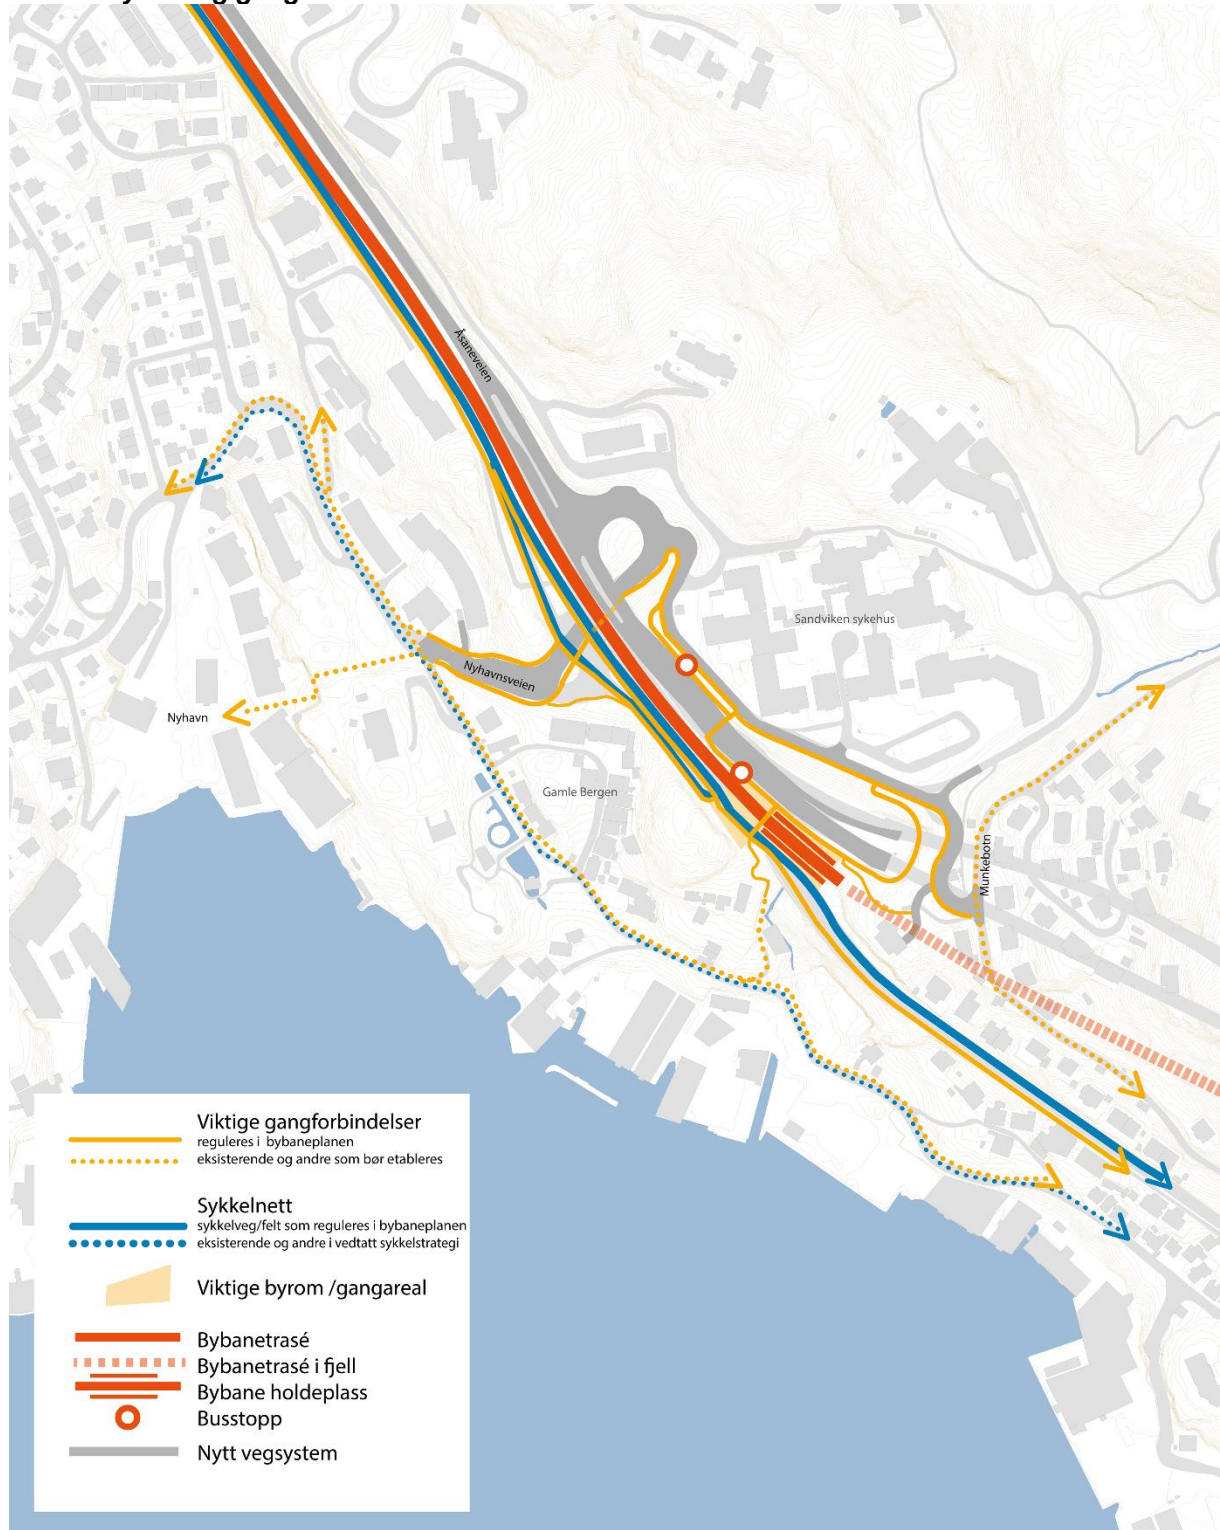 Åsaneveien
Sandviken sykehus
Nyhavnsveien
Nyhavn
Gamle Bergen
Munkebotn
Viktige gangforbindelser
reguleres i bybaneplanen
eksisterende og andre som bør etableres
Sykkelnett
sykkelveg/felt som reguleres i bybaneplanen
eksisterende og andre i vedtatt sykkelstrategi
Viktige byrom /gangareal
Bybanetrasé
Bybanetrasé i fjell
Bybane holdeplass
Busstopp
Nytt vegsystem